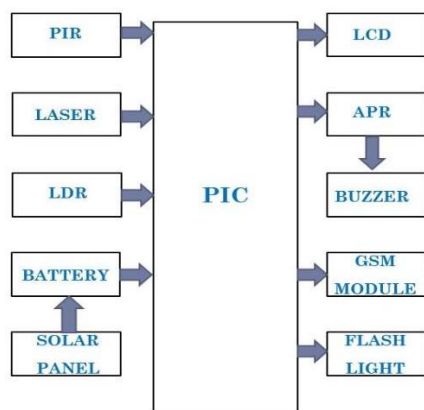 PIR
LASER
LDR
BATTERY
SOLAR
PANEL
PIC
LCD
APR
BUZZER
GSM
MODULE
FLASH
LIGHT